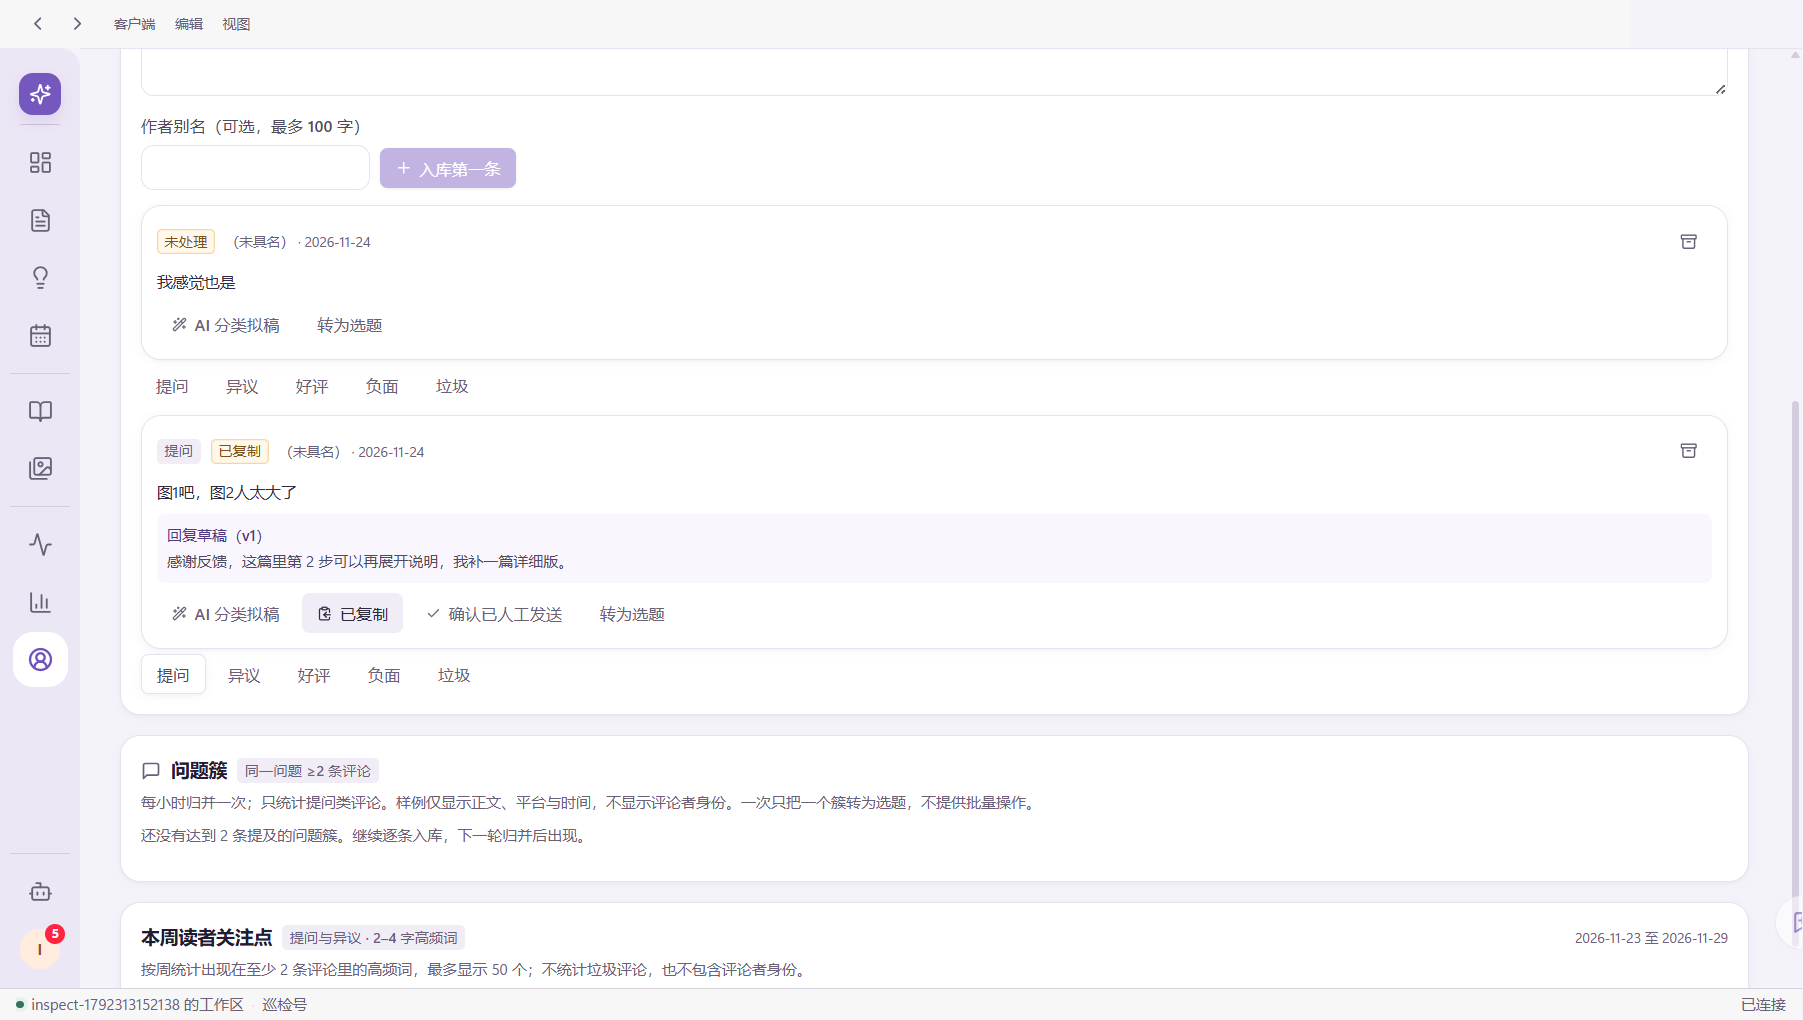 客户端 编辑 视图
作者别名（可选，最多 100 字）
入库第一条
未处理 （未具名） · 2026-11-24
我感觉也是
AI 分类拟稿 转为选题
提问 异议 好评 负面 垃圾
提问 已复制 （未具名） · 2026-11-24
图1吧，图2人太大了
回复草稿（v1）
感谢反馈，这篇里第 2 步可以再展开说明，我补一篇详细版。
AI 分类拟稿 已复制 确认已人工发送 转为选题
提问 异议 好评 负面 垃圾
问题簇 同一问题 ≥2 条评论
每小时归并一次；只统计提问类评论。样例仅显示正文、平台与时间，不显示评论者身份。一次只把一个簇转为选题，不提供批量操作。
还没有达到 2 条提及的问题簇。继续逐条入库，下一轮归并后出现。
本周读者关注点 提问与异议 · 2–4 字高频词 2026-11-23 至 2026-11-29
按周统计出现在至少 2 条评论里的高频词，最多显示 50 个；不统计垃圾评论，也不包含评论者身份。
5
I
inspect-1792313152138 的工作区 · 巡检号 已连接